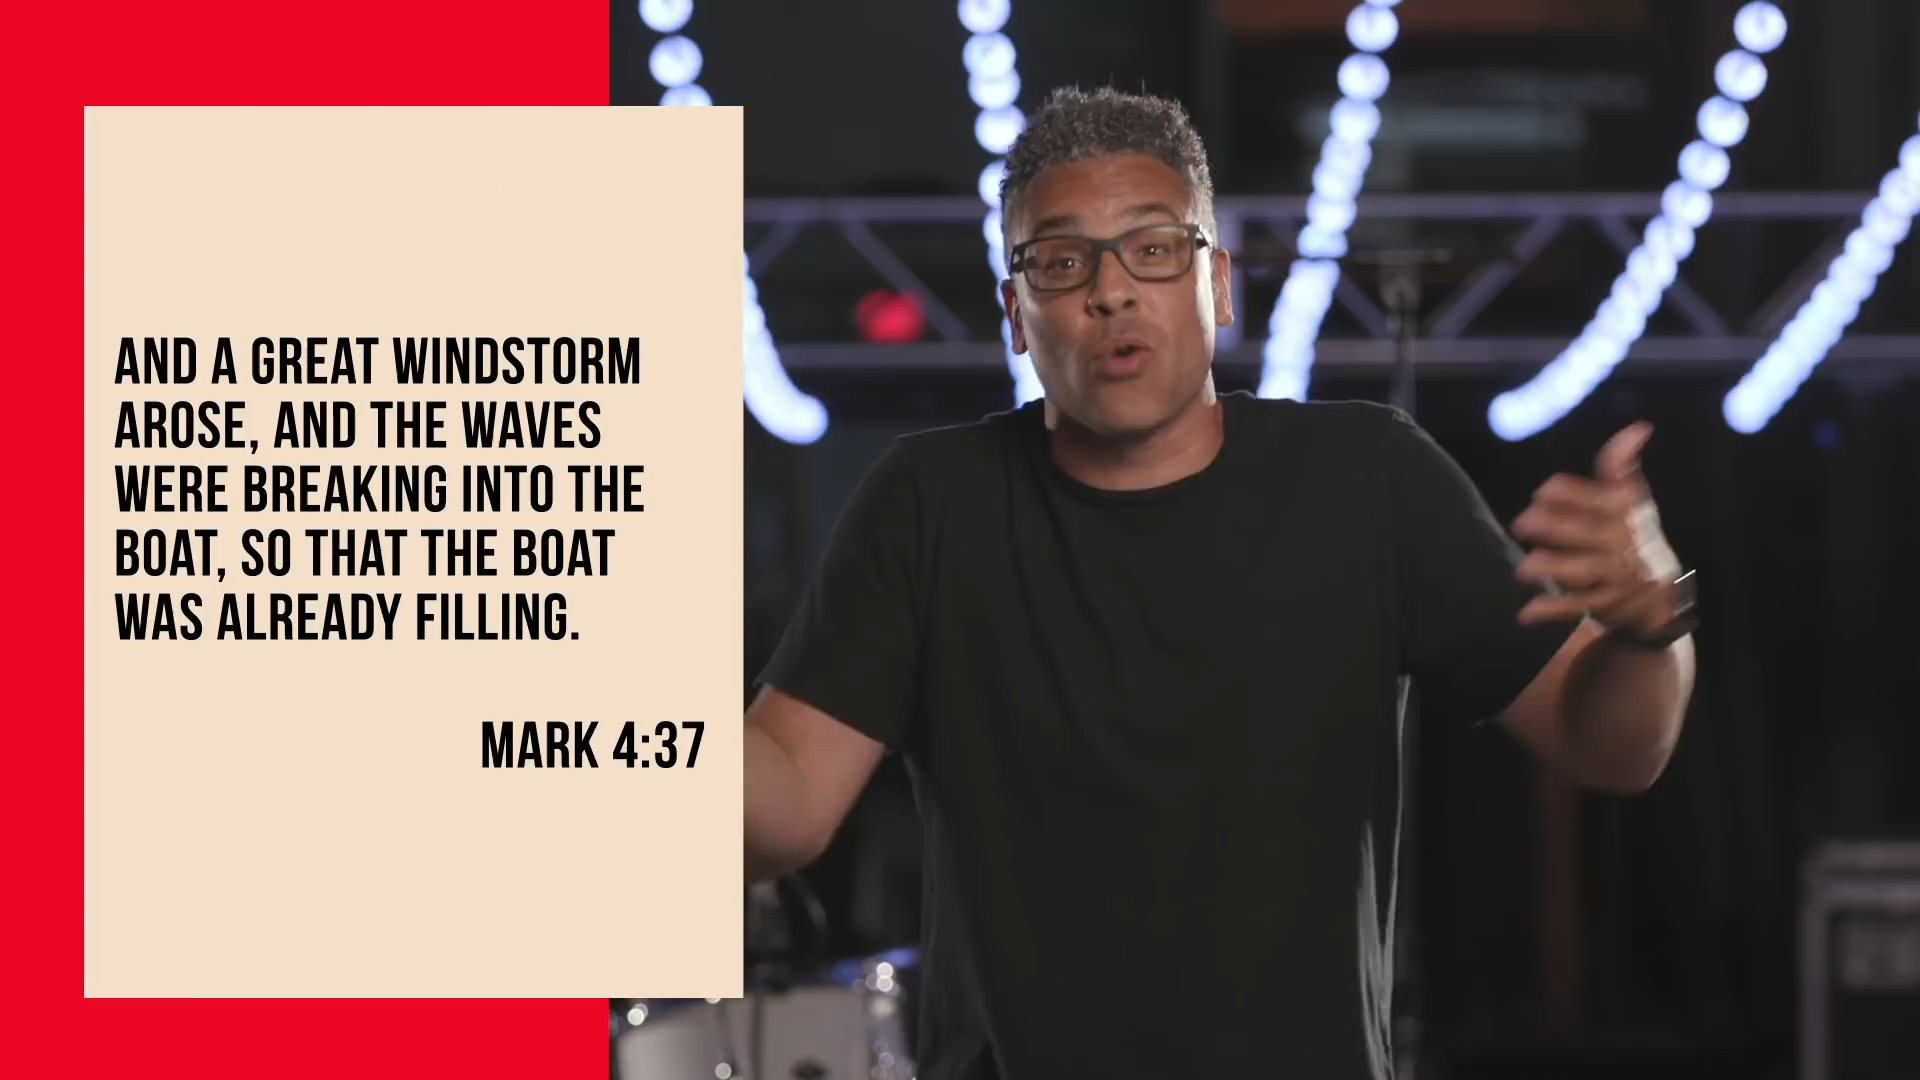 AND A GREAT WINDSTORM
AROSE, AND THE WAVES
WERE BREAKING INTO THE
BOAT, SO THAT THE BOAT
WAS ALREADY FILLING.
MARK 4:37